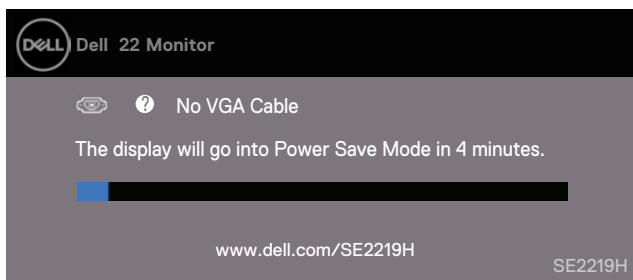 DELL Dell 22 Monitor
? No VGA Cable
The display will go into Power Save Mode in 4 minutes.
www.dell.com/SE2219H
SE2219H